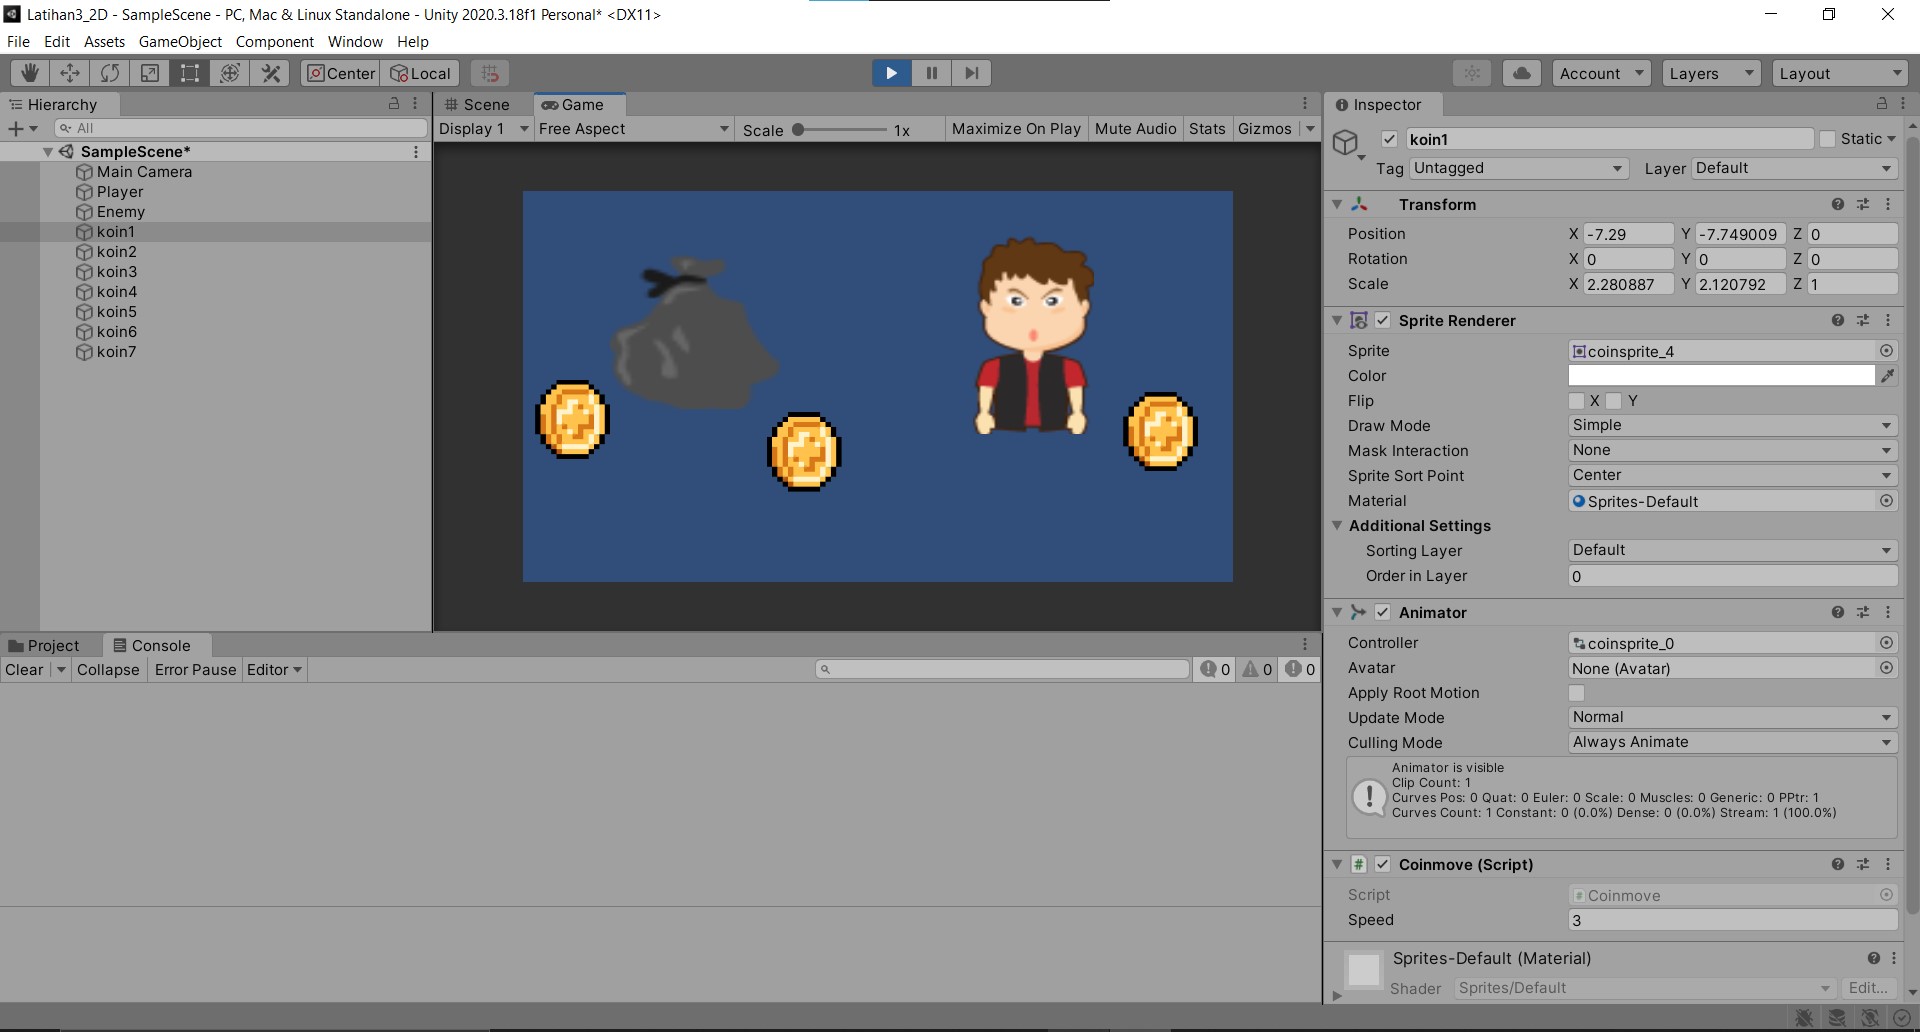 Latihan3_2D - SampleScene - PC, Mac & Linux Standalone - Unity 2020.3.18f1 Personal* <DX11>
File Edit Assets GameObject Component Window Help
Center Local Account Layers Layout
Hierarchy
All
SampleScene*
Main Camera
Player
Enemy
koin1
koin2
koin3
koin4
koin5
koin6
koin7
Scene Game
Display 1 Free Aspect Scale 1x Maximize On Play Mute Audio Stats Gizmos
Project Console
Clear Collapse Error Pause Editor 0 0 0
Inspector
koin1 Static
Tag Untagged Layer Default
Transform
Position X -7.29 Y -7.749009 Z 0
Rotation X 0 Y 0 Z 0
Scale X 2.280887 Y 2.120792 Z 1
Sprite Renderer
Sprite coinsprite_4
Color
Flip X Y
Draw Mode Simple
Mask Interaction None
Sprite Sort Point Center
Material Sprites-Default
Additional Settings
Sorting Layer Default
Order in Layer 0
Animator
Controller coinsprite_0
Avatar None (Avatar)
Apply Root Motion
Update Mode Normal
Culling Mode Always Animate
Animator is visible
Clip Count: 1
Curves Pos: 0 Quat: 0 Euler: 0 Scale: 0 Muscles: 0 Generic: 0 PPtr: 1
Curves Count: 1 Constant: 0 (0.0%) Dense: 0 (0.0%) Stream: 1 (100.0%)
# Coinmove (Script)
Script # Coinmove
Speed 3
Sprites-Default (Material)
Shader Sprites/Default Edit...